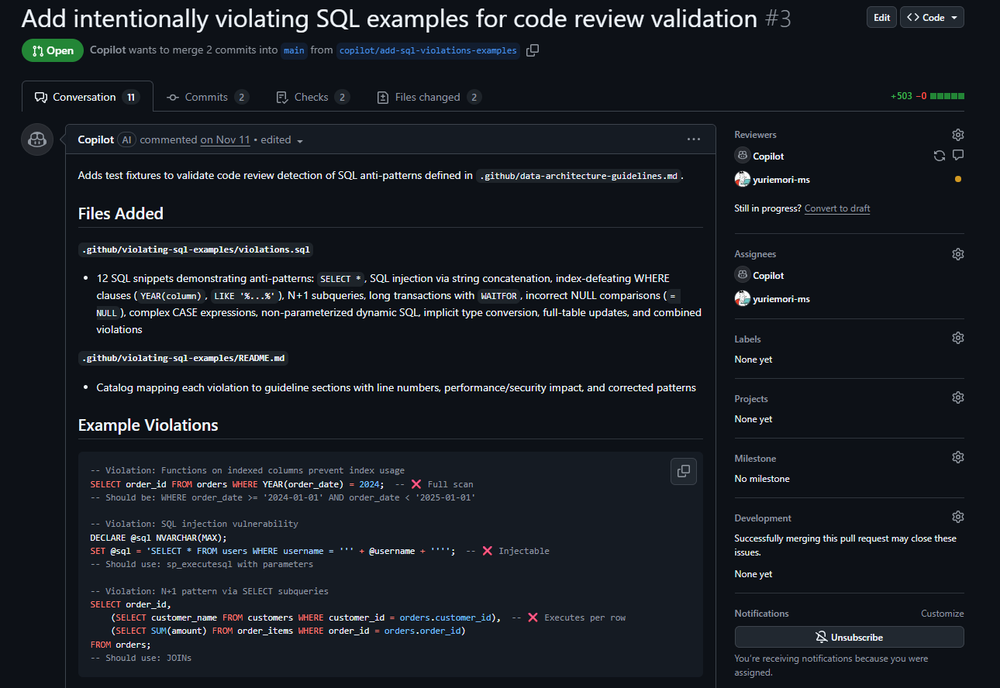 Add intentionally violating SQL examples for code review validation #3
Edit
Code
Open
Copilot wants to merge 2 commits into main from copilot/add-sql-violations-examples
Conversation 11
Commits 2
Checks 2
Files changed 2
+503 −0
Copilot AI commented on Nov 11 • edited
Adds test fixtures to validate code review detection of SQL anti-patterns defined in .github/data-architecture-guidelines.md.
Files Added
.github/violating-sql-examples/violations.sql
• 12 SQL snippets demonstrating anti-patterns: SELECT *, SQL injection via string concatenation, index-defeating WHERE
clauses (YEAR(column), LIKE '%...%'), N+1 subqueries, long transactions with WAITFOR, incorrect NULL comparisons (=
NULL), complex CASE expressions, non-parameterized dynamic SQL, implicit type conversion, full-table updates, and combined
violations
.github/violating-sql-examples/README.md
• Catalog mapping each violation to guideline sections with line numbers, performance/security impact, and corrected patterns
Example Violations
-- Violation: Functions on indexed columns prevent index usage
SELECT order_id FROM orders WHERE YEAR(order_date) = 2024;  -- ❌ Full scan
-- Should be: WHERE order_date >= '2024-01-01' AND order_date < '2025-01-01'
-- Violation: SQL injection vulnerability
DECLARE @sql NVARCHAR(MAX);
SET @sql = 'SELECT * FROM users WHERE username = ''' + @username + '''';  -- ❌ Injectable
-- Should use: sp_executesql with parameters
-- Violation: N+1 pattern via SELECT subqueries
SELECT order_id,
    (SELECT customer_name FROM customers WHERE customer_id = orders.customer_id),  -- ❌ Executes per row
    (SELECT SUM(amount) FROM order_items WHERE order_id = orders.order_id)
FROM orders;
-- Should use: JOINs
Reviewers
Copilot
yuriemori-ms
Still in progress? Convert to draft
Assignees
Copilot
yuriemori-ms
Labels
None yet
Projects
None yet
Milestone
No milestone
Development
Successfully merging this pull request may close these
issues.
None yet
Notifications
Customize
Unsubscribe
You're receiving notifications because you were
assigned.